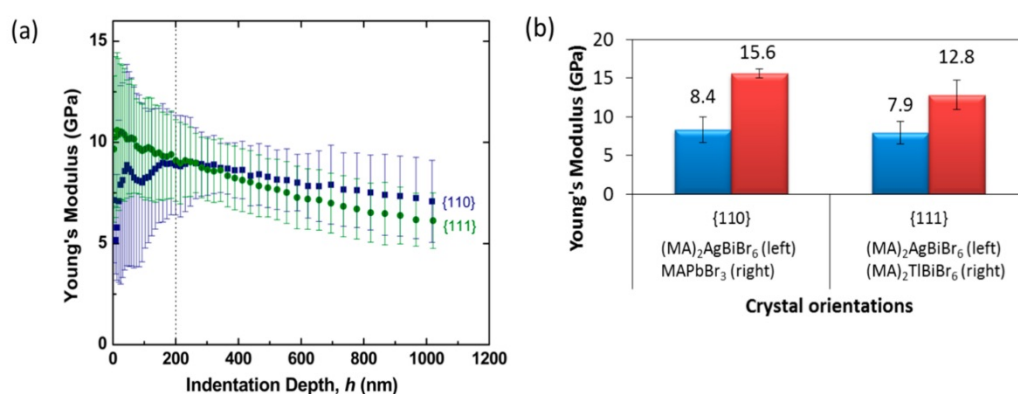 (a)
15
10
5
0
Young's Modulus (GPa)
{110}
{111}
0 200 400 600 800 1000 1200
Indentation Depth, h (nm)
(b)
20
15
10
5
0
Young's Modulus (GPa)
8.4
15.6
7.9
12.8
{110} {111}
(MA)₂AgBiBr₆ (left) (MA)₂AgBiBr₆ (left)
MAPbBr₃ (right) (MA)₂TlBiBr₆ (right)
Crystal orientations